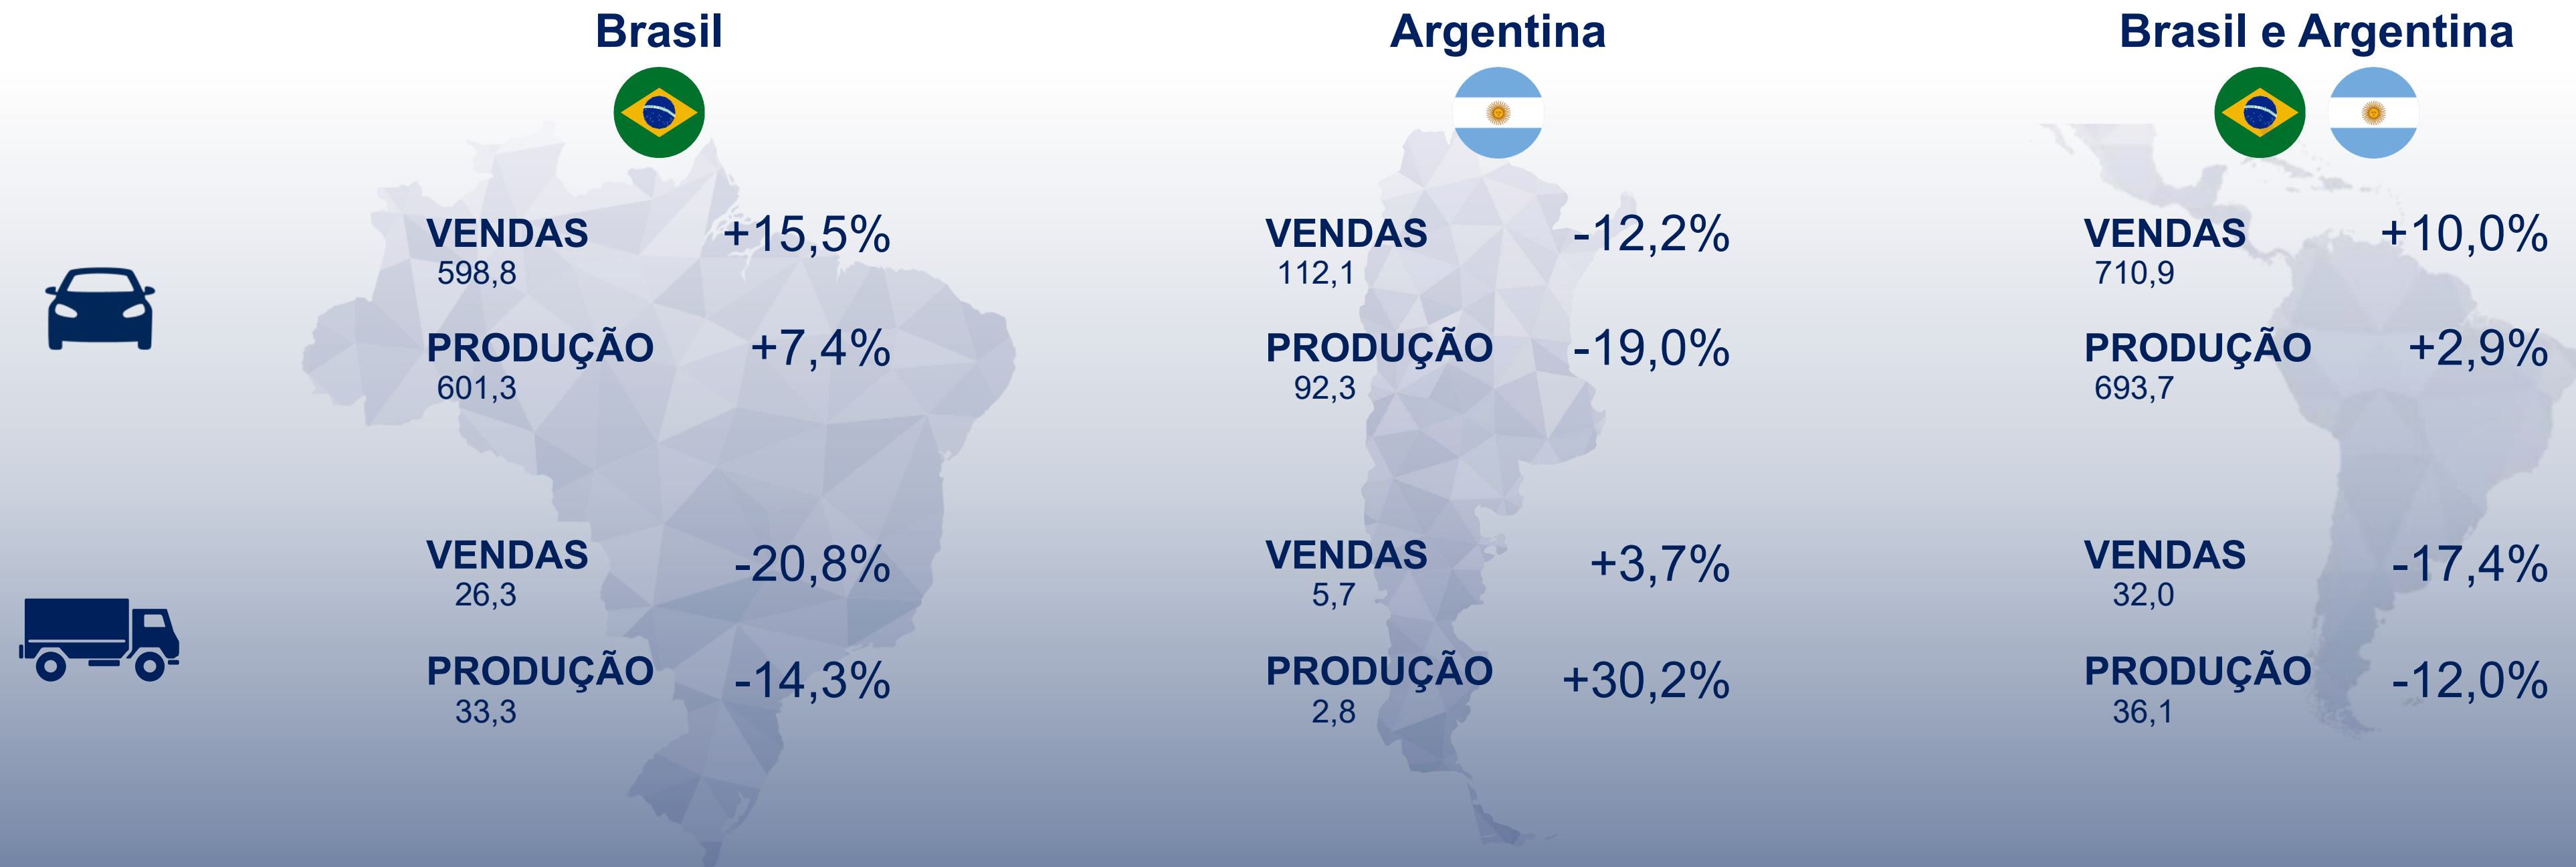 Brasil
Argentina
Brasil e Argentina
VENDAS +15,5%
598,8
PRODUÇÃO +7,4%
601,3
VENDAS -20,8%
26,3
PRODUÇÃO -14,3%
33,3
VENDAS -12,2%
112,1
PRODUÇÃO -19,0%
92,3
VENDAS +3,7%
5,7
PRODUÇÃO +30,2%
2,8
VENDAS +10,0%
710,9
PRODUÇÃO +2,9%
693,7
VENDAS -17,4%
32,0
PRODUÇÃO -12,0%
36,1